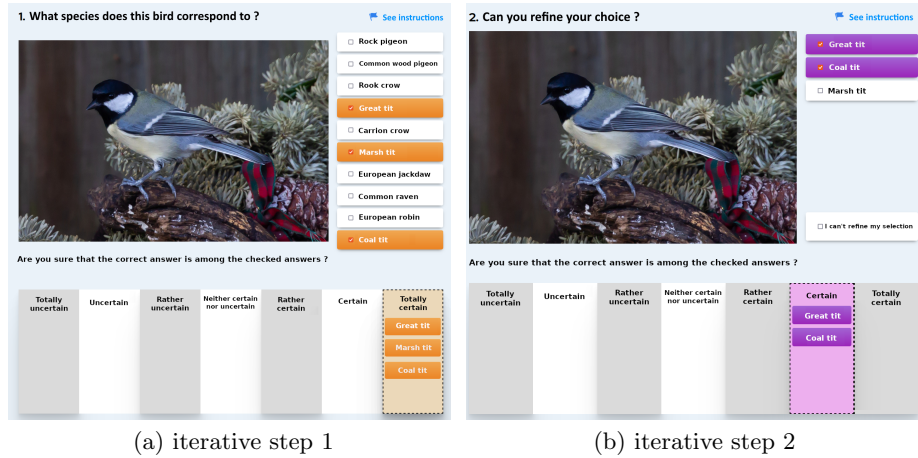 1. What species does this bird correspond to ?
See instructions
Rock pigeon
Common wood pigeon
Rook crow
Great tit
Carrion crow
Marsh tit
European jackdaw
Common raven
European robin
Coal tit
Are you sure that the correct answer is among the checked answers ?
Totally
uncertain
Uncertain
Rather
uncertain
Neither certain
nor uncertain
Rather
certain
Certain
Totally
certain
Great tit
Marsh tit
Coal tit
(a) iterative step 1
2. Can you refine your choice ?
See instructions
Great tit
Coal tit
Marsh tit
I can't refine my selection
Are you sure that the correct answer is among the checked answers ?
Totally
uncertain
Uncertain
Rather
uncertain
Neither certain
nor uncertain
Rather
certain
Certain
Great tit
Coal tit
Totally
certain
(b) iterative step 2